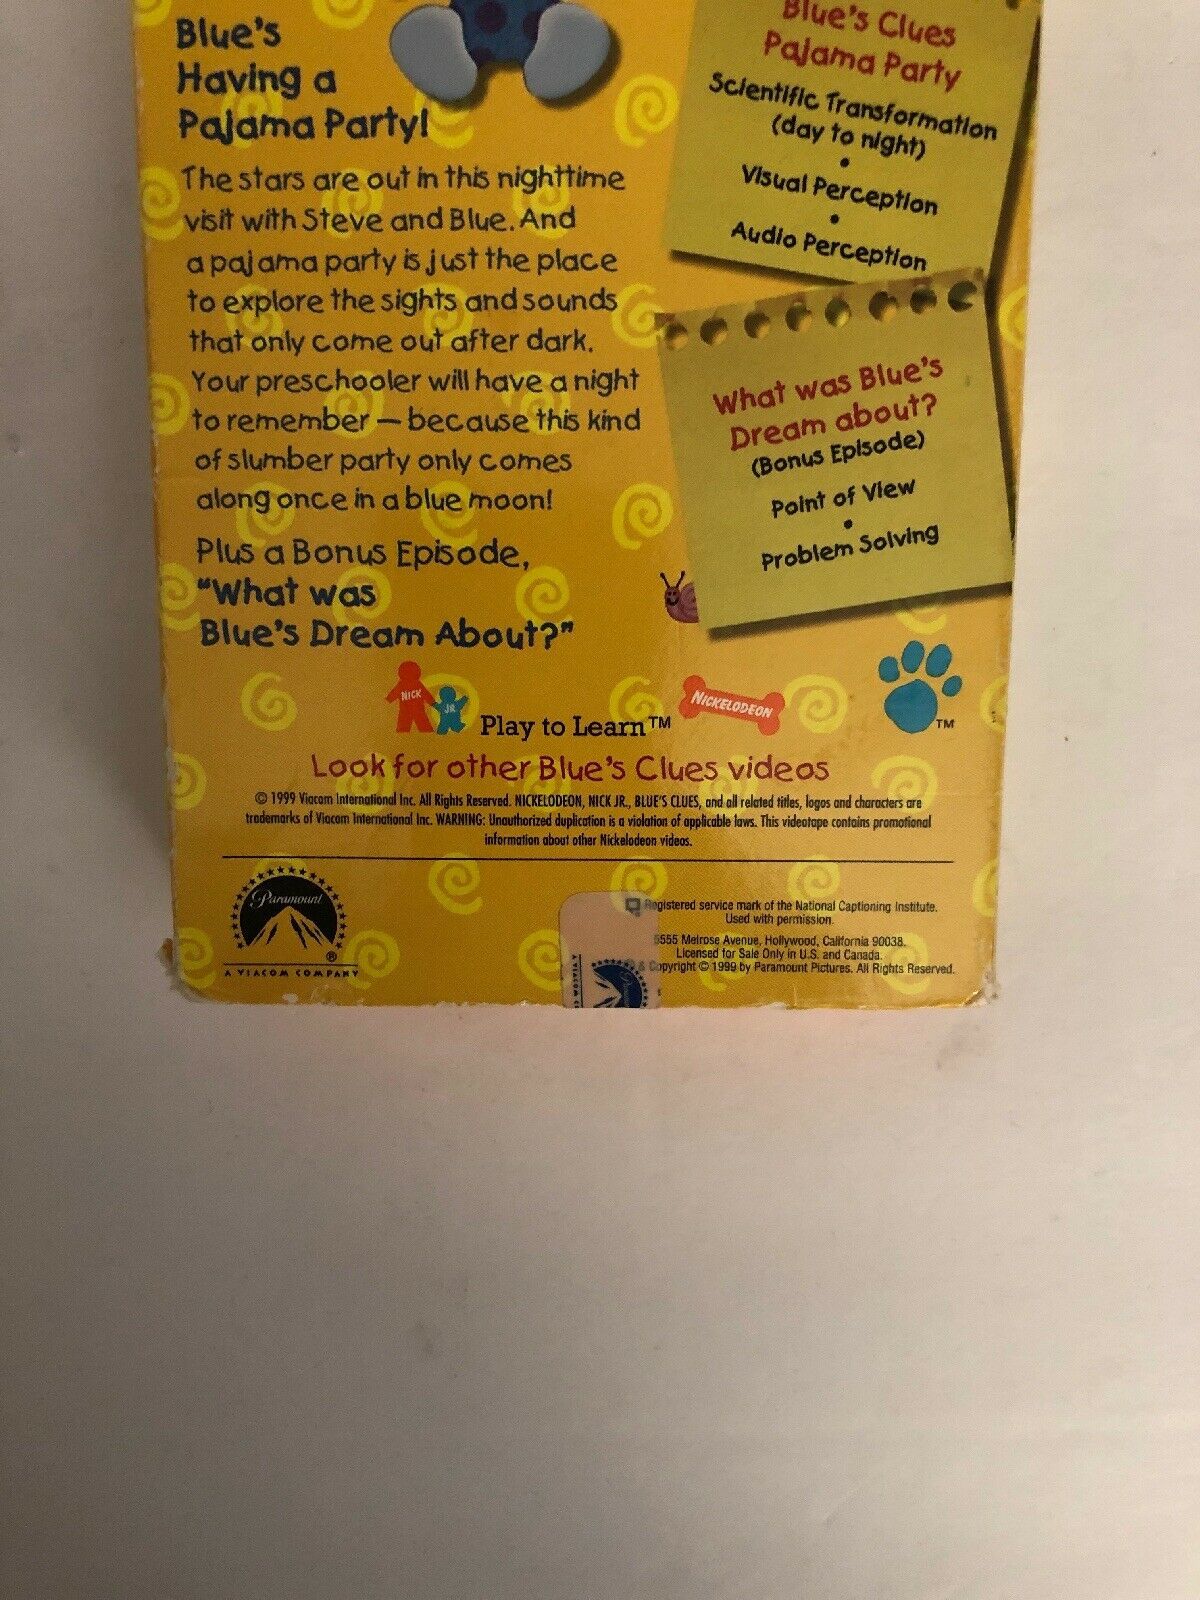 Blue's
Having a
Pajama Party!
The stars are out in this nighttime
visit with Steve and Blue. And
a pajama party is just the place
to explore the sights and sounds
that only come out after dark.
Your preschooler will have a night
to remember — because this kind
of slumber party only comes
along once in a blue moon!
Plus a Bonus Episode,
"What was
Blue's Dream About?"
Blue's Clues
Pajama Party
Scientific Transformation
(day to night)
•
Visual Perception
•
Audio Perception
What was Blue's
Dream about?
(Bonus Episode)
Point of View
•
Problem Solving
NICK
JR
Play to Learn™
NICKELODEON
™
Look for other Blue's Clues videos
© 1999 Viacom International Inc. All Rights Reserved. NICKELODEON, NICK JR., BLUE'S CLUES, and all related titles, logos and characters are
trademarks of Viacom International Inc. WARNING: Unauthorized duplication is a violation of applicable laws. This videotape contains promotional
information about other Nickelodeon videos.
Paramount
®
A VIACOM COMPANY
Registered service mark of the National Captioning Institute.
Used with permission.
5555 Melrose Avenue, Hollywood, California 90038.
Licensed for Sale Only in U.S. and Canada.
& Copyright © 1999 by Paramount Pictures. All Rights Reserved.
A VIACOM
Paramount